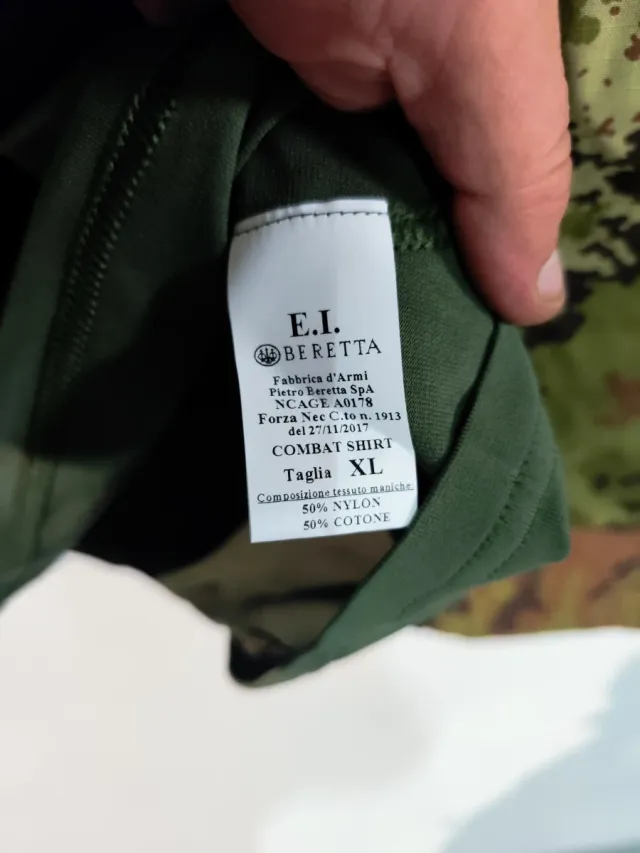 E.I.
BERETTA
Fabbrica d'Armi
Pietro Beretta SpA
NCAGE A0178
Forza Nec C.to n. 1913
del 27/11/2017
COMBAT SHIRT
Taglia XL
Composizione tessuto maniche
50% NYLON
50% COTONE